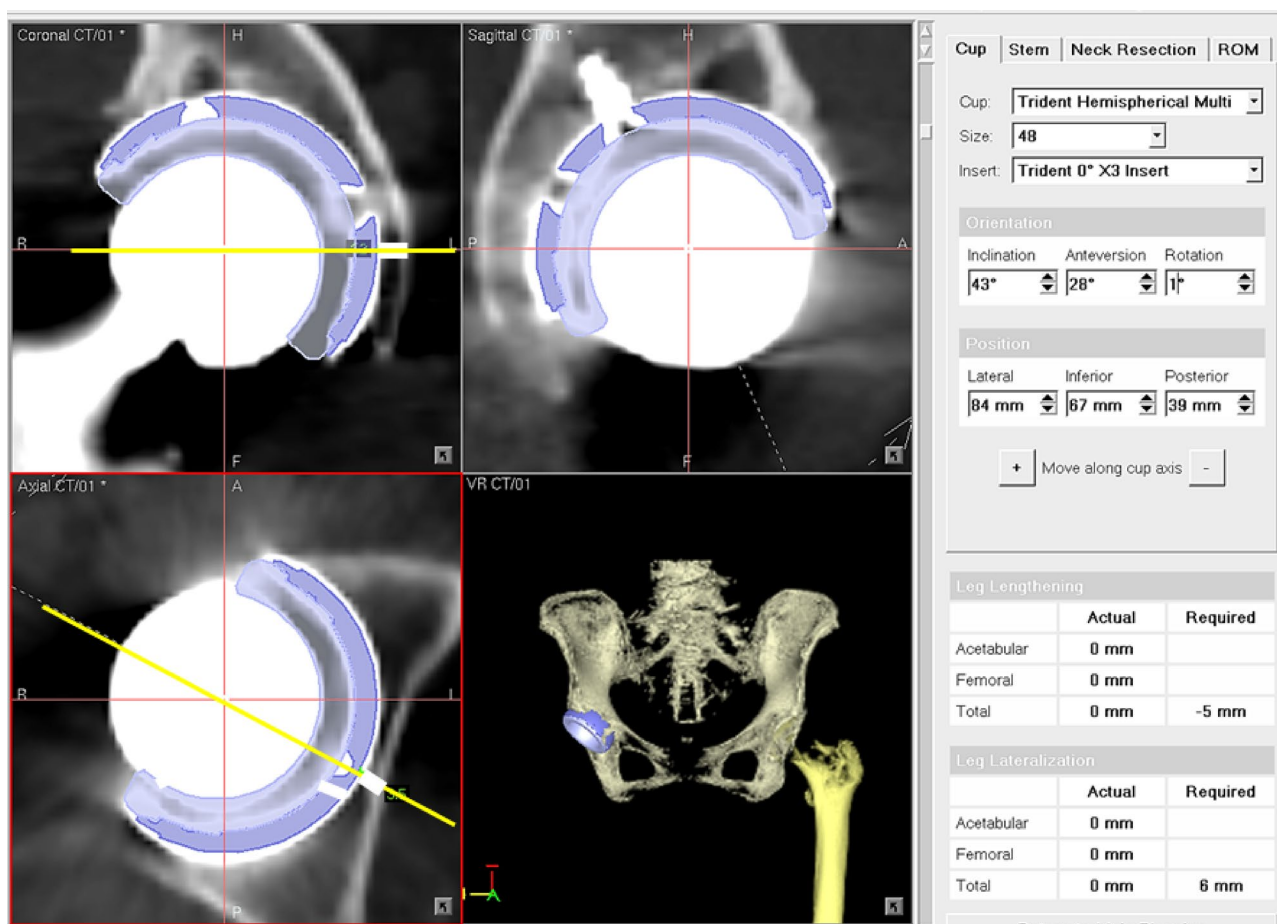 Coronal CT/01 *
H
R
L
F
Sagittal CT/01 *
H
P
A
F
Axial CT/01 *
A
R
L
3.5
P
VR CT/01
A
Cup
Stem
Neck Resection
ROM
Cup:
Trident Hemispherical Multi
Size:
48
Insert:
Trident 0° X3 Insert
Orientation
Inclination Anteversion Rotation
43° 28° 1°
Position
Lateral Inferior Posterior
84 mm 67 mm 39 mm
+ Move along cup axis -
Leg Lengthening
Actual Required
Acetabular 0 mm
Femoral 0 mm
Total 0 mm -5 mm
Leg Lateralization
Actual Required
Acetabular 0 mm
Femoral 0 mm
Total 0 mm 6 mm